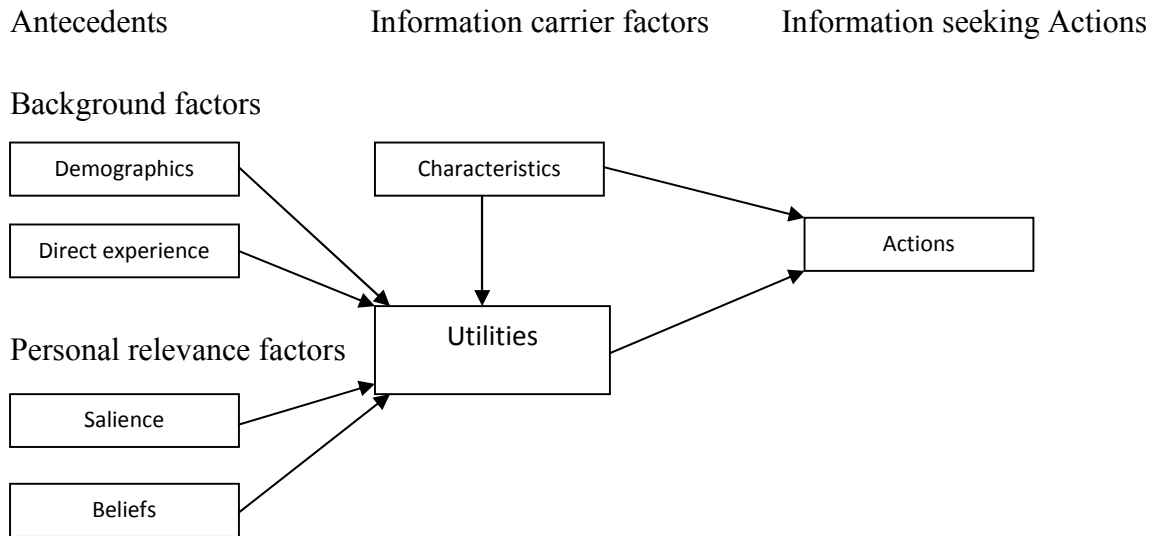 Antecedents
Information carrier factors
Information seeking Actions
Background factors
Demographics
Characteristics
Direct experience
Actions
Utilities
Personal relevance factors
Salience
Beliefs